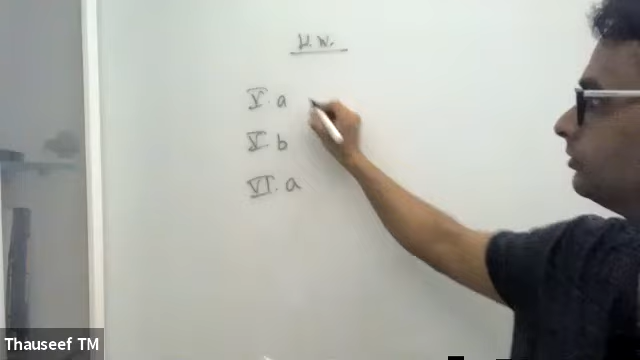 H.W.
V. a
V b
VI. a
Thauseef TM